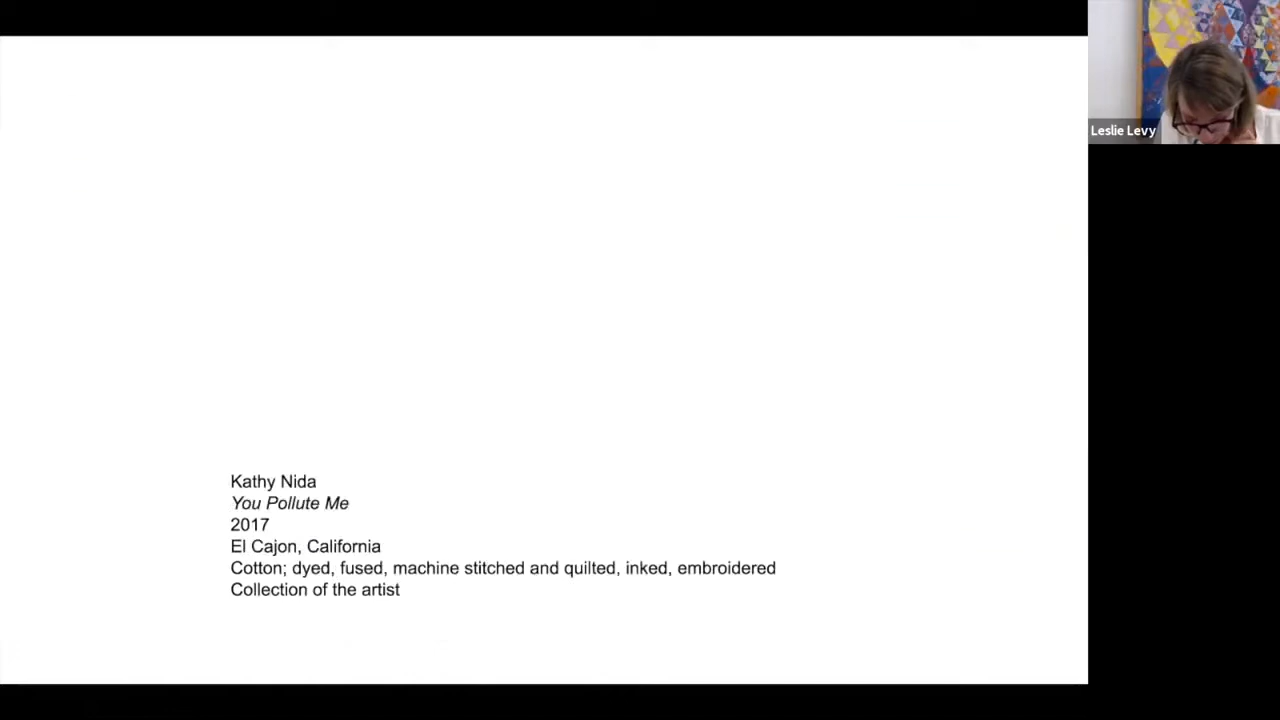 Leslie Levy
Kathy Nida
You Pollute Me
2017
El Cajon, California
Cotton; dyed, fused, machine stitched and quilted, inked, embroidered
Collection of the artist